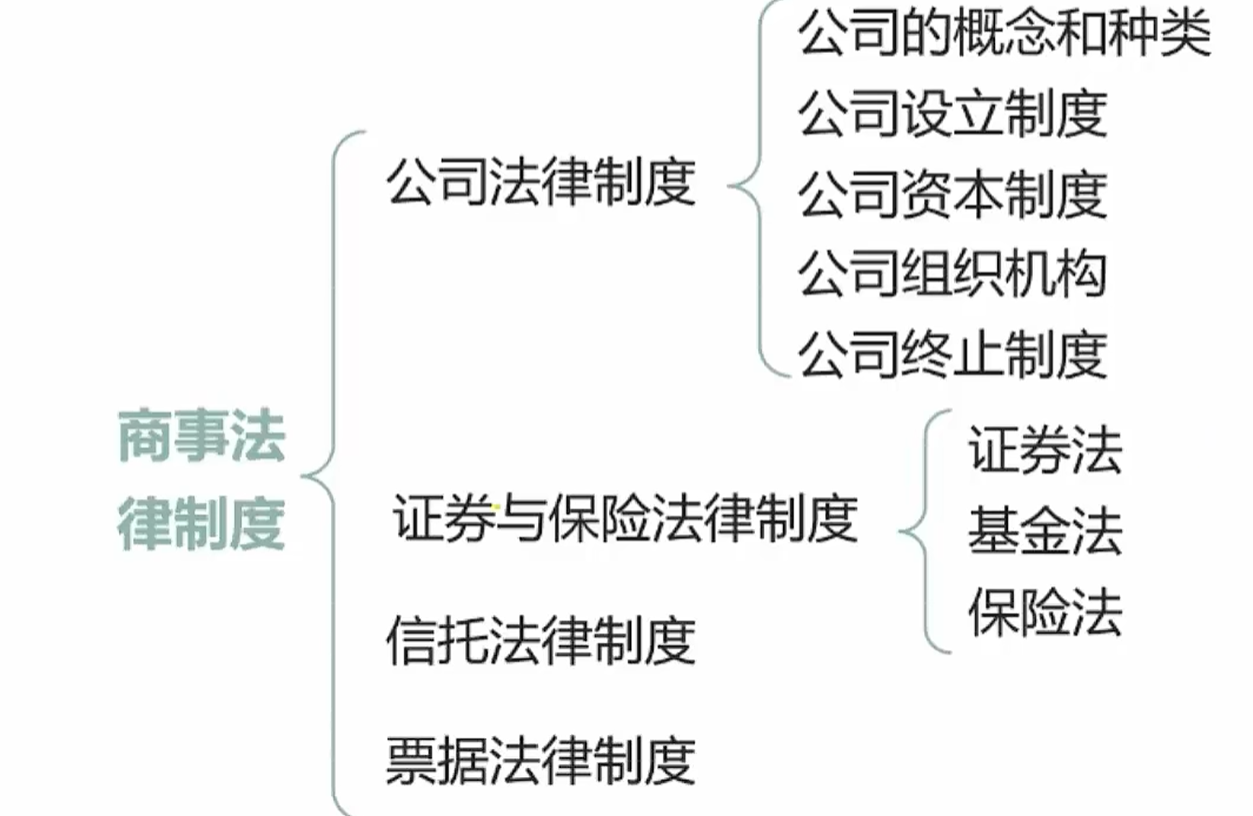 商事法
律制度
公司法律制度
公司的概念和种类
公司设立制度
公司资本制度
公司组织机构
公司终止制度
证券与保险法律制度
证券法
基金法
保险法
信托法律制度
票据法律制度